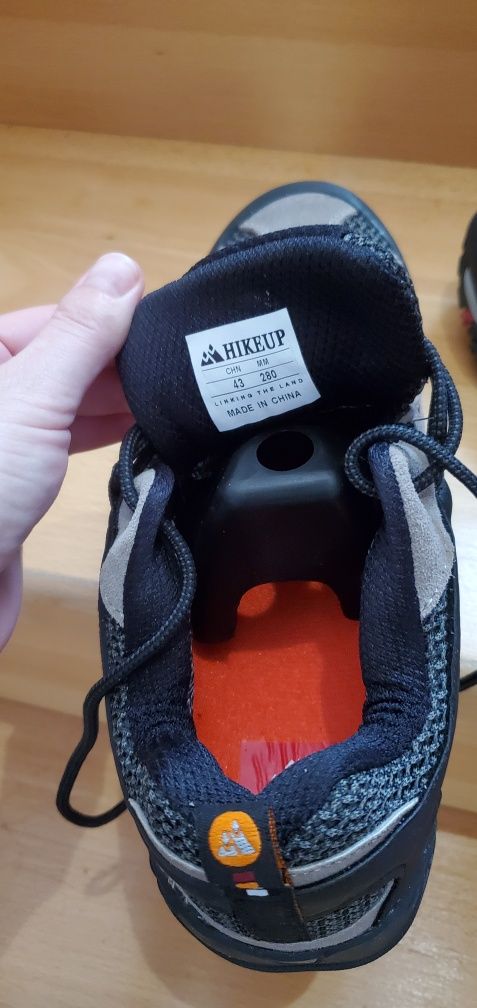 HIKEUP
CHN MM
43 280
LINKING THE LAND
MADE IN CHINA